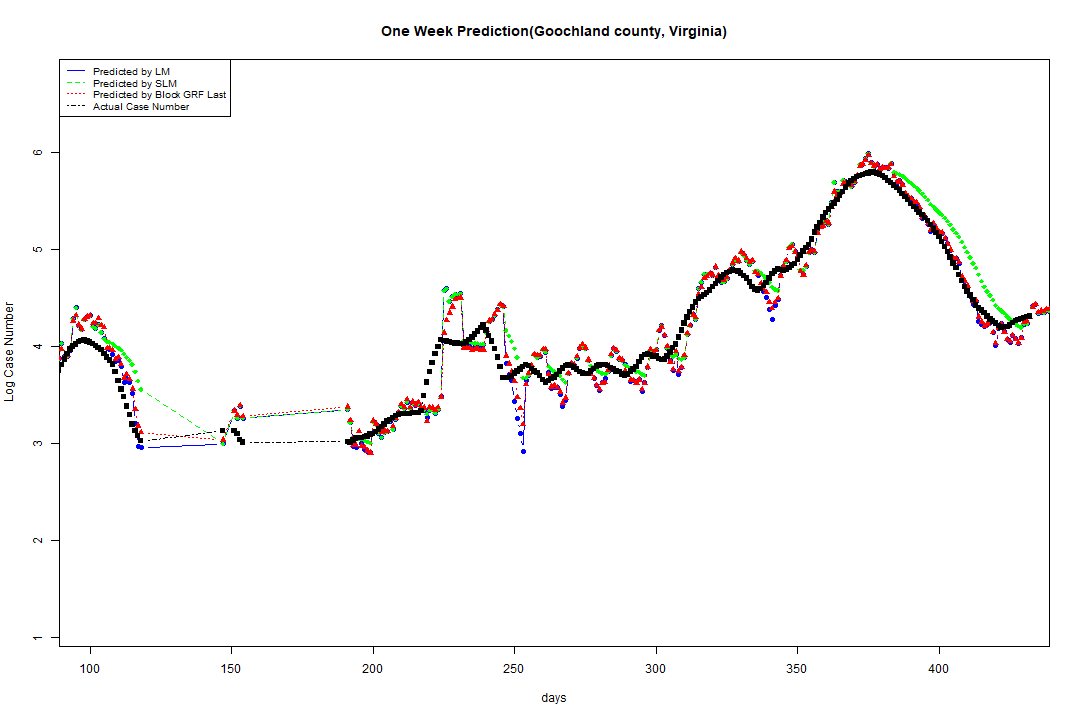 One Week Prediction(Goochland county, Virginia)
Predicted by LM
Predicted by SLM
Predicted by Block GRF Last
Actual Case Number
6
5
4
3
2
1
Log Case Number
100 150 200 250 300 350 400
days